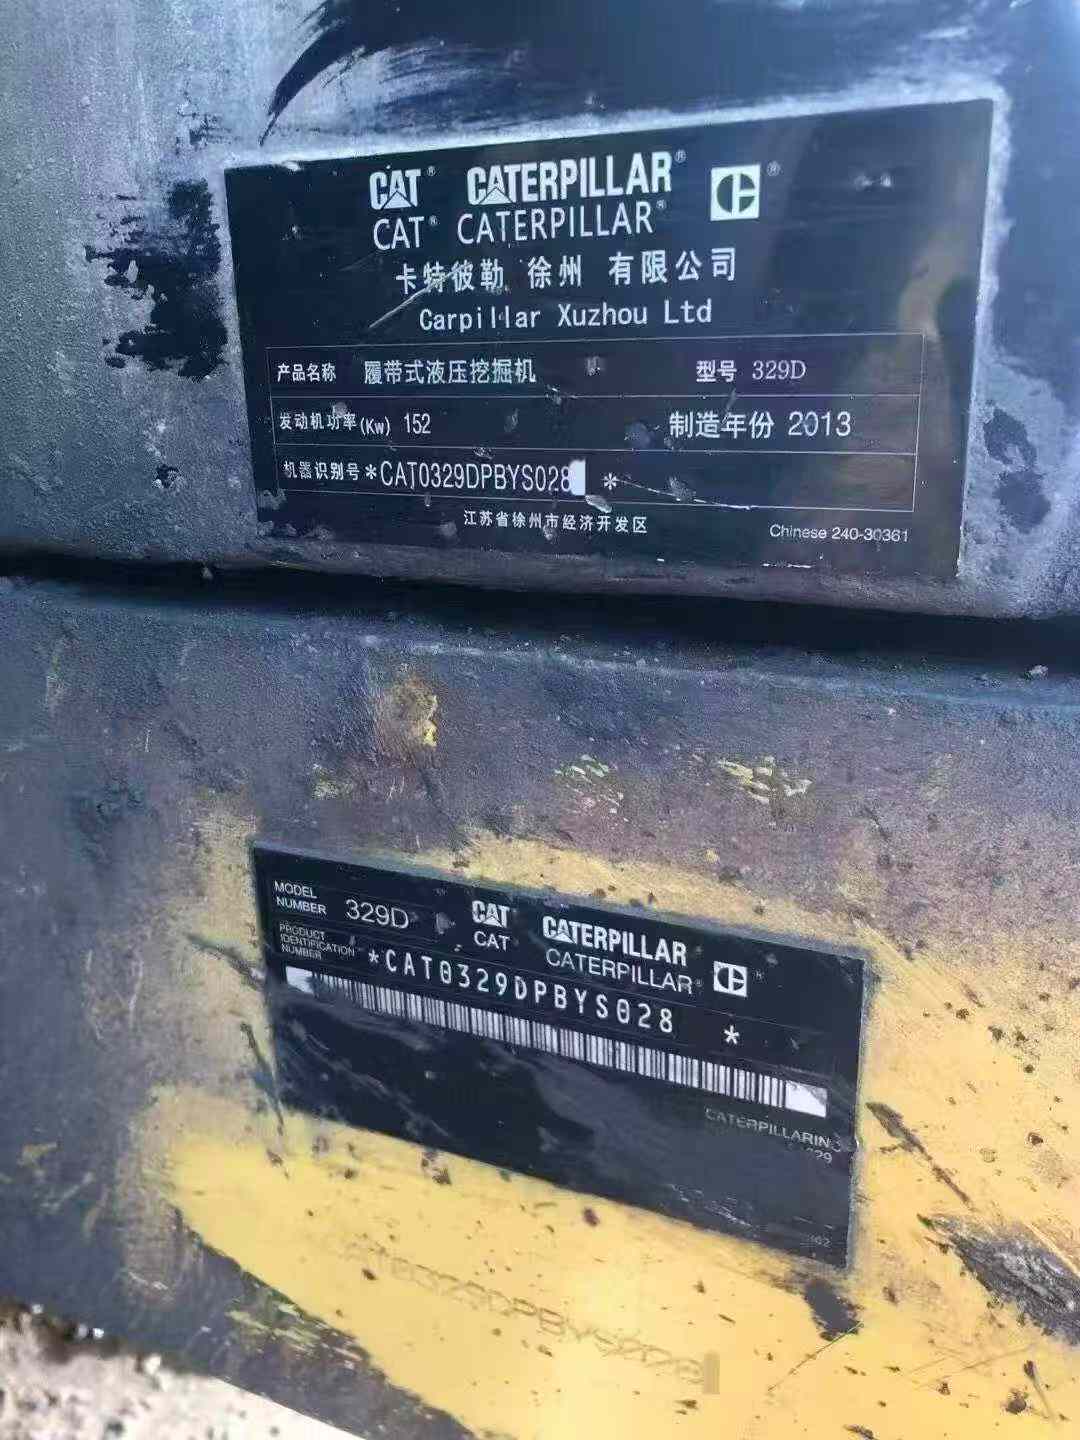 CAT® CATERPILLAR® ®
CAT® CATERPILLAR®
卡特彼勒 徐州 有限公司
Carpillar Xuzhou Ltd
产品名称 履带式液压挖掘机 型号 329D
发动机功率(Kw) 152 制造年份 2013
机器识别号 *CAT0329DPBYS028 *
江苏省徐州市经济开发区
Chinese 240-30361
MODEL NUMBER 329D CAT CATERPILLAR
CAT CATERPILLAR®
PRODUCT IDENTIFICATION NUMBER *CAT0329DPBYS028 *
CATERPILLAR